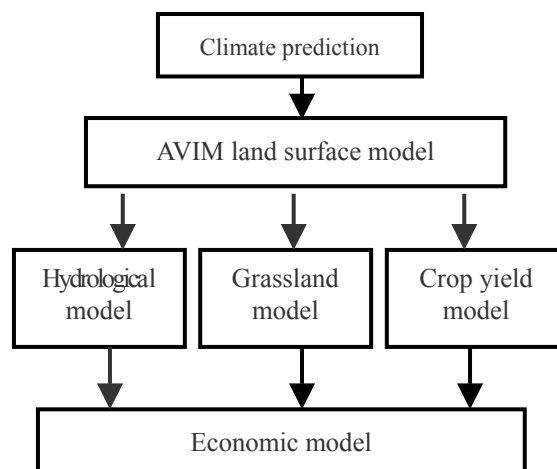 Climate prediction
AVIM land surface model
Hydrological
model
Grassland
model
Crop yield
model
Economic model